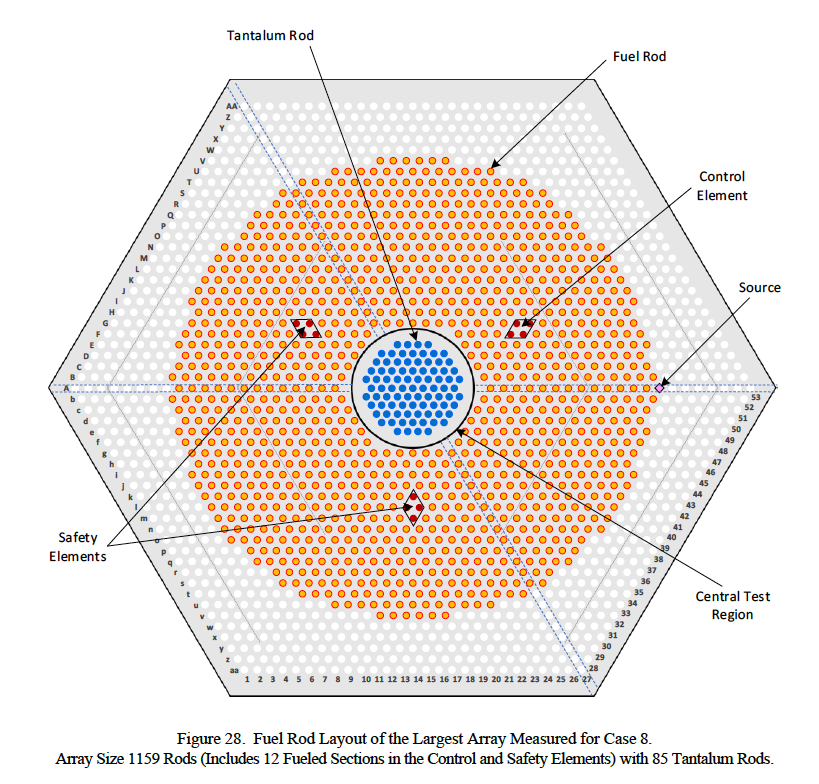 Tantalum Rod
Fuel Rod
Control
Element
Source
AA
Z
Y
X
W
V
U
T
S
R
Q
P
O
N
M
L
K
J
I
H
G
F
E
D
C
B
A
b
c
d
e
f
g
h
i
j
k
l
m
n
o
p
q
r
s
t
u
v
w
x
y
z
aa
1 2 3 4 5 6 7 8 9 10 11 12 13 14 15 16 17 18 19 20 21 22 23 24 25 26 27
28
29
30
31
32
33
34
35
36
37
38
39
40
41
42
43
44
45
46
47
48
49
50
51
52
53
Safety
Elements
Central Test
Region
Figure 28. Fuel Rod Layout of the Largest Array Measured for Case 8.
Array Size 1159 Rods (Includes 12 Fueled Sections in the Control and Safety Elements) with 85 Tantalum Rods.